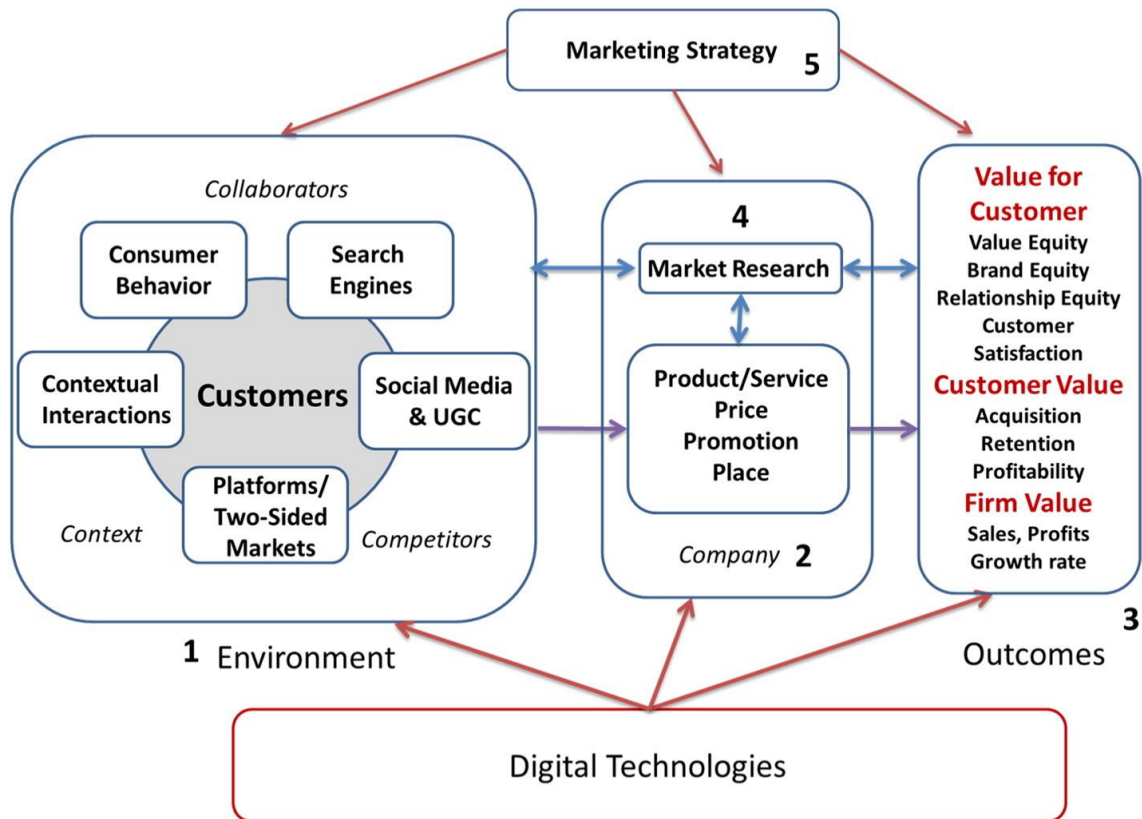 Marketing Strategy 5
Collaborators
Consumer
Behavior
Search
Engines
Contextual
Interactions
Customers
Social Media
& UGC
Platforms/
Two-Sided
Markets
Context
Competitors
1 Environment
4
Market Research
Product/Service
Price
Promotion
Place
Company 2
Value for
Customer
Value Equity
Brand Equity
Relationship Equity
Customer
Satisfaction
Customer Value
Acquisition
Retention
Profitability
Firm Value
Sales, Profits
Growth rate
3
Outcomes
Digital Technologies